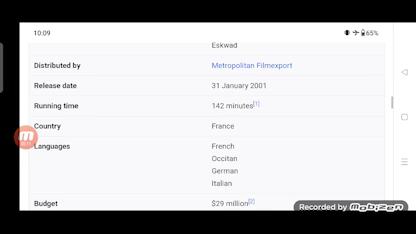 10:09 65%
Eskwad
Distributed by Metropolitan Filmexport
Release date 31 January 2001
Running time 142 minutes[1]
Country France
Languages French
Occitan
German
Italian
Budget $29 million[2]
Recorded by Mobizen